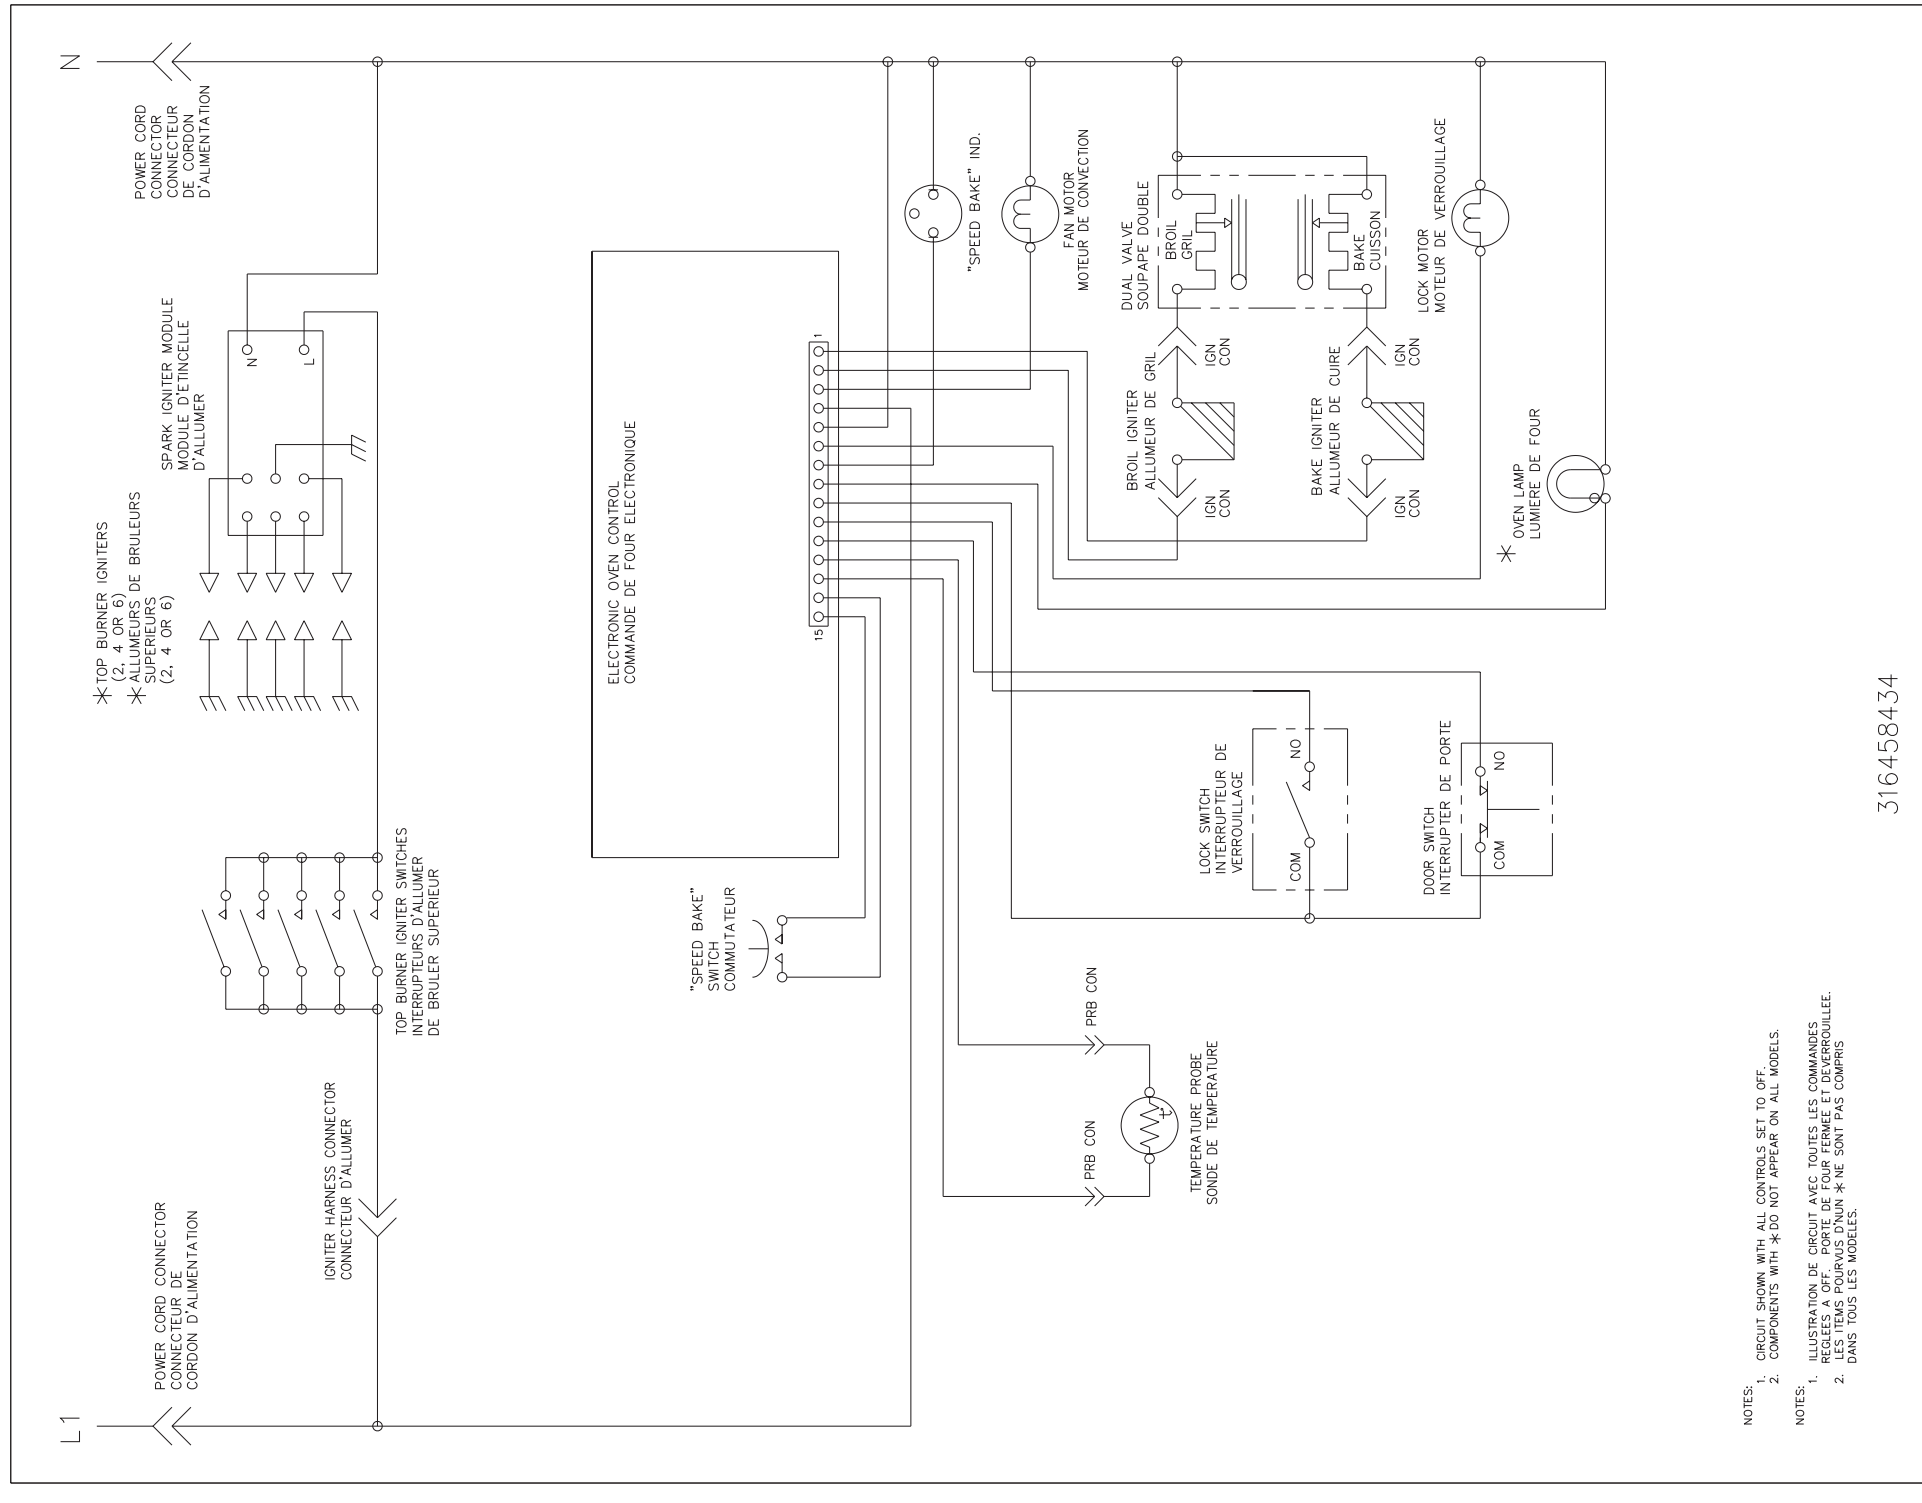 L1
N
POWER CORD CONNECTOR
CONNECTEUR DE
CORDON D'ALIMENTATION
IGNITER HARNESS CONNECTOR
CONNECTEUR D'ALLUMER
TOP BURNER IGNITER SWITCHES
INTERRUPTEURS D'ALLUMER
DE BRULER SUPERIEUR
TOP BURNER IGNITERS
(2, 4 OR 6)
ALLUMEURS DE BRULEURS
SUPERIEURS
(2, 4 OR 6)
SPARK IGNITER MODULE
MODULE D'ETINCELLE
D'ALLUMER
N
L
POWER CORD
CONNECTOR
CONNECTEUR
DE CORDON
D'ALIMENTATION
ELECTRONIC OVEN CONTROL
COMMANDE DE FOUR ELECTRONIQUE
15
1
"SPEED BAKE"
SWITCH
COMMUTATEUR
"SPEED BAKE" IND.
FAN MOTOR
MOTEUR DE CONVECTION
PRB CON
PRB CON
TEMPERATURE PROBE
SONDE DE TEMPERATURE
LOCK SWITCH
INTERRUPTEUR DE
VERROUILLAGE
COM
NO
DOOR SWITCH
INTERRUPTER DE PORTE
COM
NO
BROIL IGNITER
ALLUMEUR DE GRIL
IGN
CON
IGN
CON
DUAL VALVE
SOUPAPE DOUBLE
BROIL
GRIL
BAKE
CUISSON
BAKE IGNITER
ALLUMEUR DE CUIRE
IGN
CON
IGN
CON
LOCK MOTOR
MOTEUR DE VERROUILLAGE
OVEN LAMP
LUMIERE DE FOUR
NOTES:
1. CIRCUIT SHOWN WITH ALL CONTROLS SET TO OFF.
2. COMPONENTS WITH * DO NOT APPEAR ON ALL MODELS.
NOTES:
1. ILLUSTRATION DE CIRCUIT AVEC TOUTES LES COMMANDES
REGLEES A OFF. PORTE DE FOUR FERMEE ET DEVERROUILLEE.
2. LES ITEMS POURVUS D'NUN * NE SONT PAS COMPRIS
DANS TOUS LES MODELES.
316458434